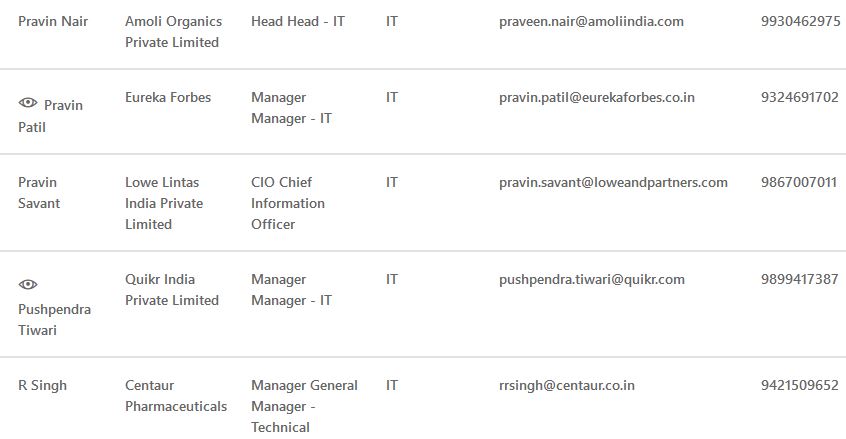 Pravin Nair Amoli Organics Head Head - IT IT praveen.nair@amoliindia.com 9930462975
Private Limited
Eureka Forbes Manager IT pravin.patil@eurekaforbes.co.in 9324691702
Pravin
Manager - IT
Patil
Pravin Lowe Lintas CIO Chief IT pravin.savant@loweandpartners.com 9867007011
Savant India Private Information
Limited Officer
Quikr India Manager IT pushpendra.tiwari@quikr.com 9899417387
Private Limited Manager - IT
Pushpendra
Tiwari
R Singh Centaur Manager General IT rrsingh@centaur.co.in 9421509652
Pharmaceuticals Manager -
Technical